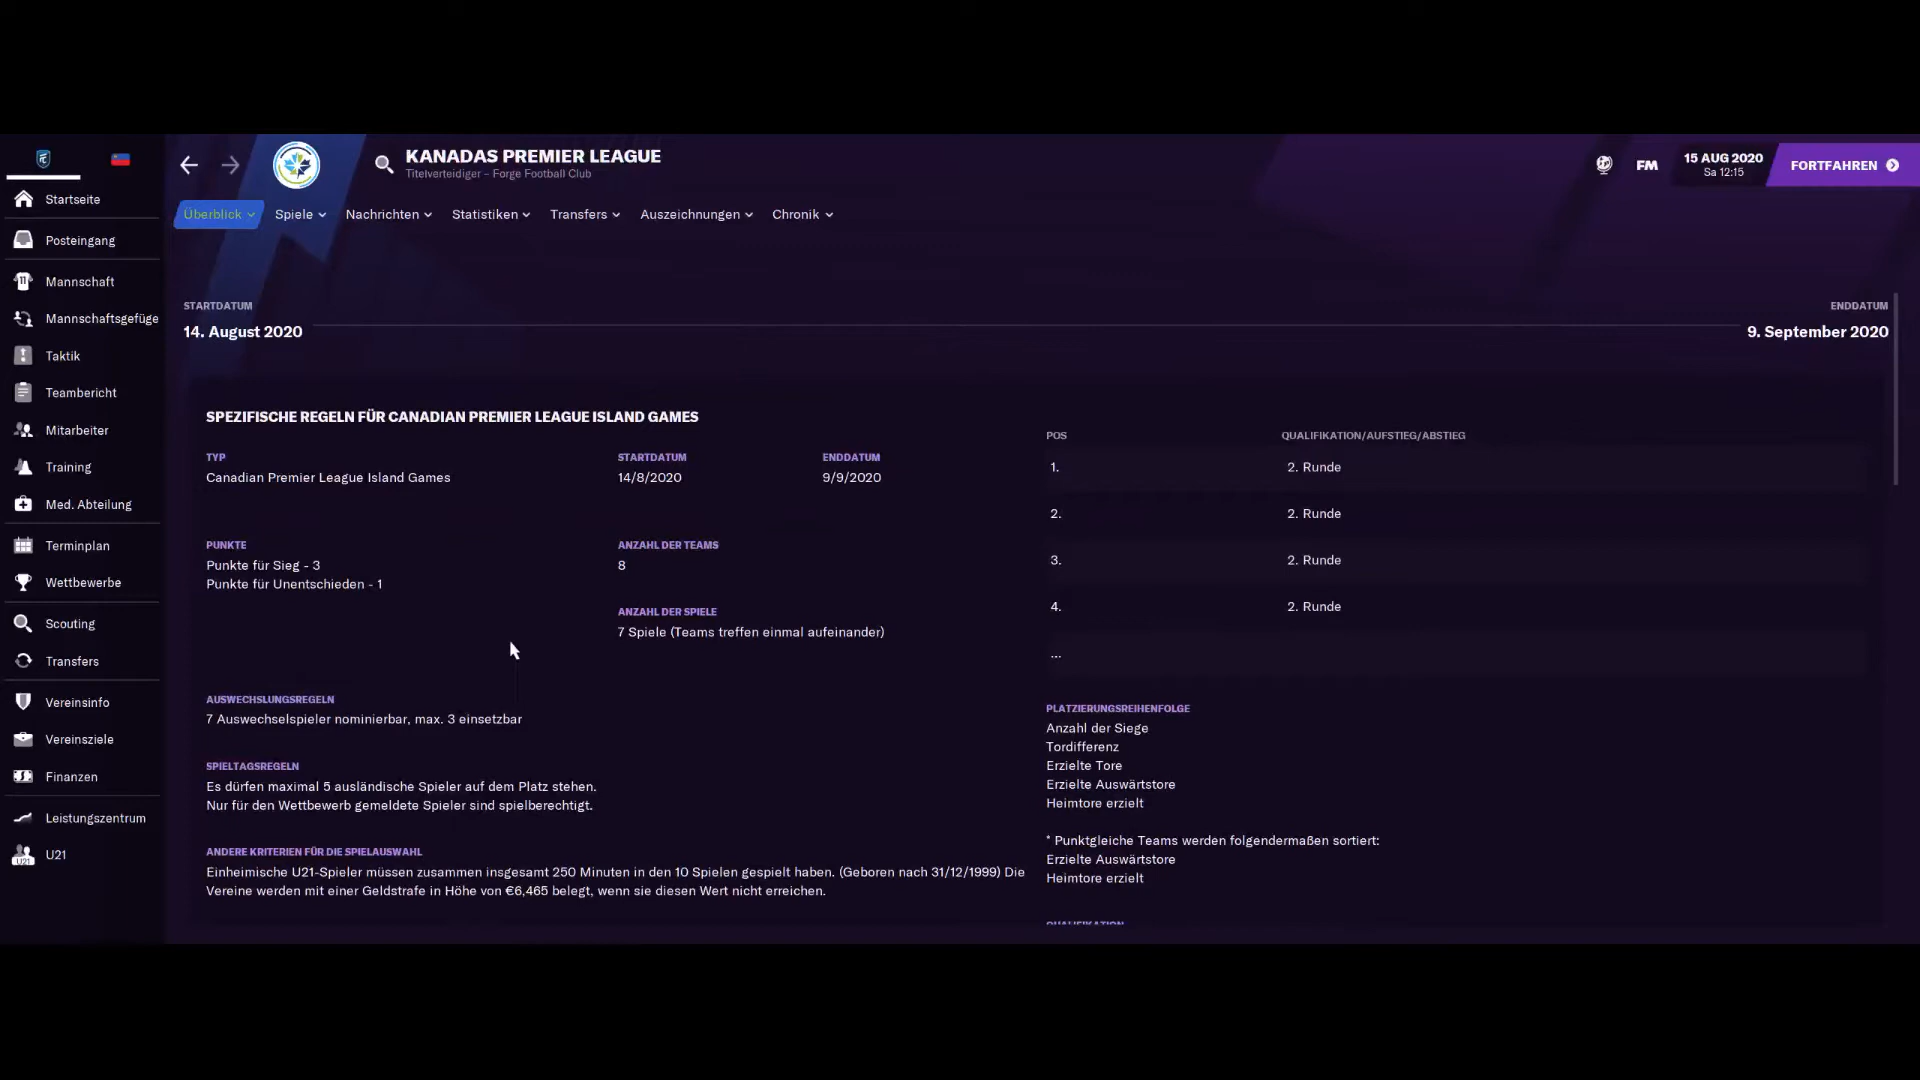 KANADAS PREMIER LEAGUE
Titelverteidiger – Forge Football Club
FM
15 AUG 2020
Sa 12:15
FORTFAHREN
Überblick
Spiele
Nachrichten
Statistiken
Transfers
Auszeichnungen
Chronik
Startseite
Posteingang
Mannschaft
Mannschaftsgefüge
Taktik
Teambericht
Mitarbeiter
Training
Med. Abteilung
Terminplan
Wettbewerbe
Scouting
Transfers
Vereinsinfo
Vereinsziele
Finanzen
Leistungszentrum
U21
STARTDATUM
14. August 2020
ENDDATUM
9. September 2020
SPEZIFISCHE REGELN FÜR CANADIAN PREMIER LEAGUE ISLAND GAMES
TYP
Canadian Premier League Island Games
STARTDATUM
14/8/2020
ENDDATUM
9/9/2020
PUNKTE
Punkte für Sieg - 3
Punkte für Unentschieden - 1
ANZAHL DER TEAMS
8
ANZAHL DER SPIELE
7 Spiele (Teams treffen einmal aufeinander)
AUSWECHSLUNGSREGELN
7 Auswechselspieler nominierbar, max. 3 einsetzbar
SPIELTAGSREGELN
Es dürfen maximal 5 ausländische Spieler auf dem Platz stehen.
Nur für den Wettbewerb gemeldete Spieler sind spielberechtigt.
ANDERE KRITERIEN FÜR DIE SPIELAUSWAHL
Einheimische U21-Spieler müssen zusammen insgesamt 250 Minuten in den 10 Spielen gespielt haben. (Geboren nach 31/12/1999) Die
Vereine werden mit einer Geldstrafe in Höhe von €6,465 belegt, wenn sie diesen Wert nicht erreichen.
POS
QUALIFIKATION/AUFSTIEG/ABSTIEG
1. 2. Runde
2. 2. Runde
3. 2. Runde
4. 2. Runde
...
PLATZIERUNGSREIHENFOLGE
Anzahl der Siege
Tordifferenz
Erzielte Tore
Erzielte Auswärtstore
Heimtore erzielt
* Punktgleiche Teams werden folgendermaßen sortiert:
Erzielte Auswärtstore
Heimtore erzielt
QUALIFIKATION